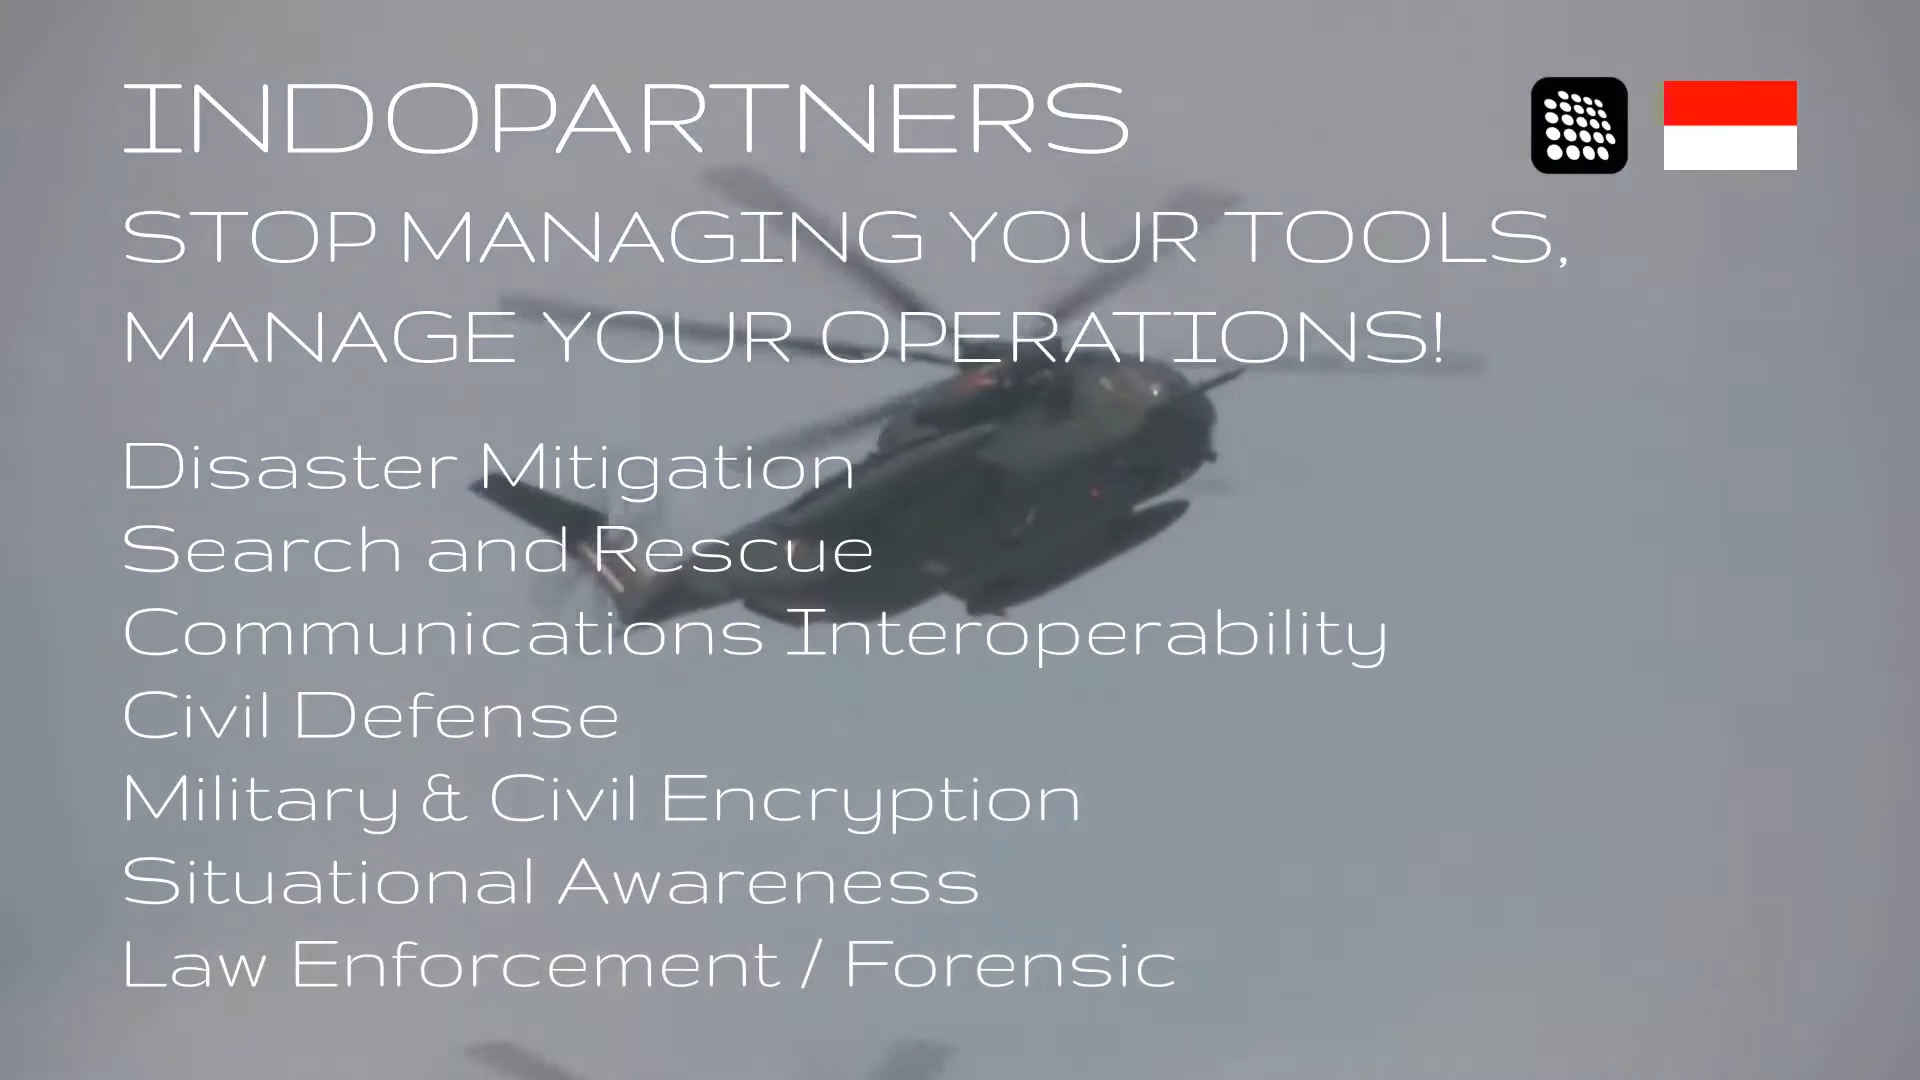 INDOPARTNERS
STOP MANAGING YOUR TOOLS,
MANAGE YOUR OPERATIONS!
Disaster Mitigation
Search and Rescue
Communications Interoperability
Civil Defense
Military & Civil Encryption
Situational Awareness
Law Enforcement / Forensic